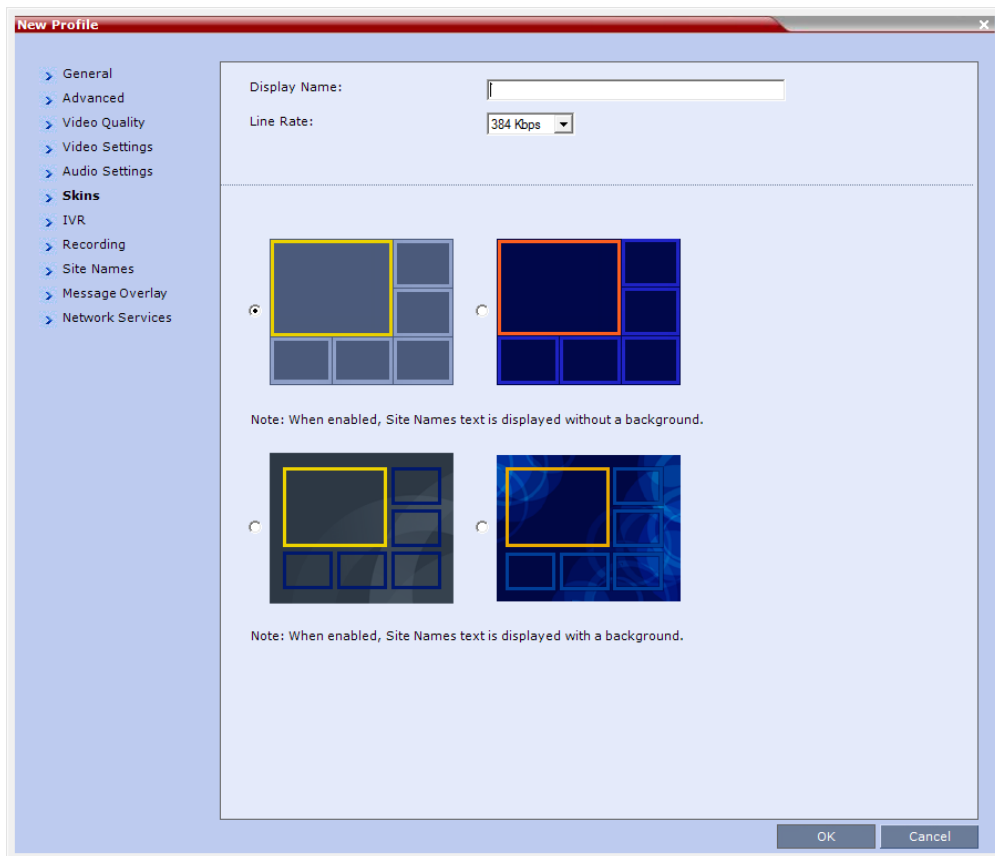 New Profile
General
Advanced
Video Quality
Video Settings
Audio Settings
Skins
IVR
Recording
Site Names
Message Overlay
Network Services
Display Name:
Line Rate:
384 Kbps
Note: When enabled, Site Names text is displayed without a background.
Note: When enabled, Site Names text is displayed with a background.
OK
Cancel